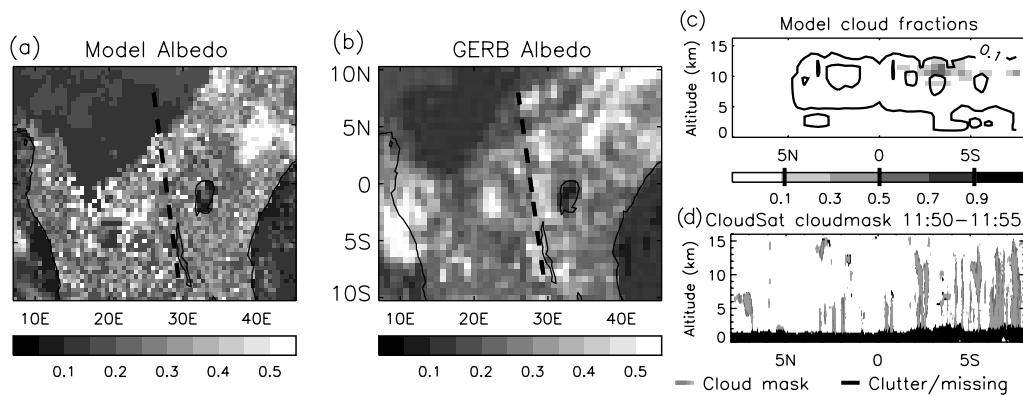 (a)
Model Albedo
10E 20E 30E 40E
0.1 0.2 0.3 0.4 0.5
(b)
GERB Albedo
10N
5N
0
5S
10S
10E 20E 30E 40E
0.1 0.2 0.3 0.4 0.5
(c)
Model cloud fractions
Altitude (km)
15
10
5
0
0.1
5N 0 5S
0.1 0.3 0.5 0.7 0.9
(d)
CloudSat cloudmask 11:50-11:55
Altitude (km)
15
10
5
0
5N 0 5S
Cloud mask Clutter/missing